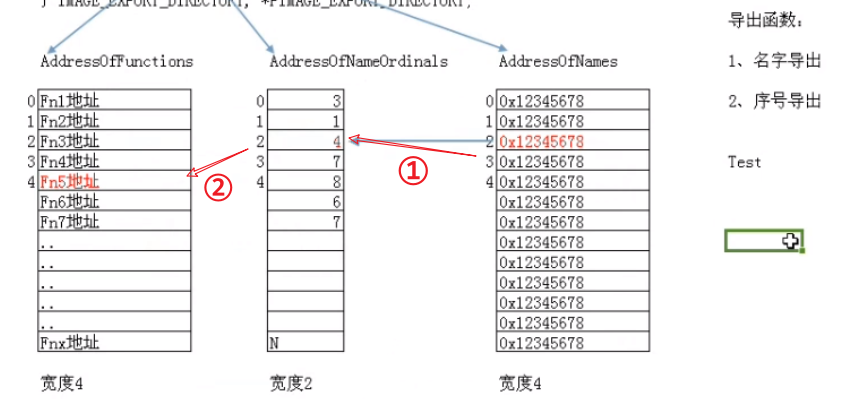 } IMAGE_EXPORT_DIRECTORY, *PIMAGE_EXPORT_DIRECTORY;
AddressOfFunctions
0 Fn1地址
1 Fn2地址
2 Fn3地址
3 Fn4地址
4 Fn5地址
Fn6地址
Fn7地址
..
..
..
..
..
Fnx地址
宽度4
②
AddressOfNameOrdinals
0 3
1 1
2 4
3 7
4 8
6
7
N
宽度2
①
AddressOfNames
0 0x12345678
1 0x12345678
2 0x12345678
3 0x12345678
4 0x12345678
0x12345678
0x12345678
0x12345678
0x12345678
0x12345678
0x12345678
0x12345678
0x12345678
宽度4
导出函数:
1、名字导出
2、序号导出
Test